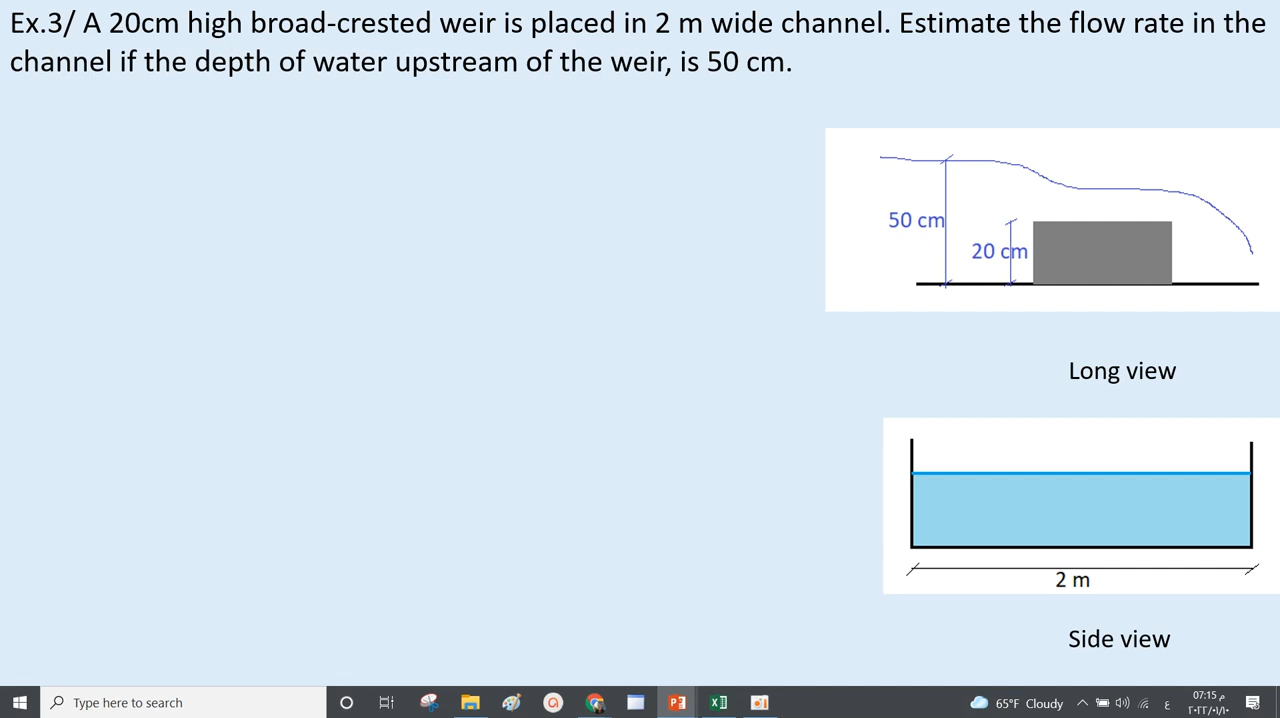 Ex.3/ A 20cm high broad-crested weir is placed in 2 m wide channel. Estimate the flow rate in the
channel if the depth of water upstream of the weir, is 50 cm.
50 cm
20 cm
Long view
2 m
Side view
Type here to search
65°F Cloudy
ع
07:15 م